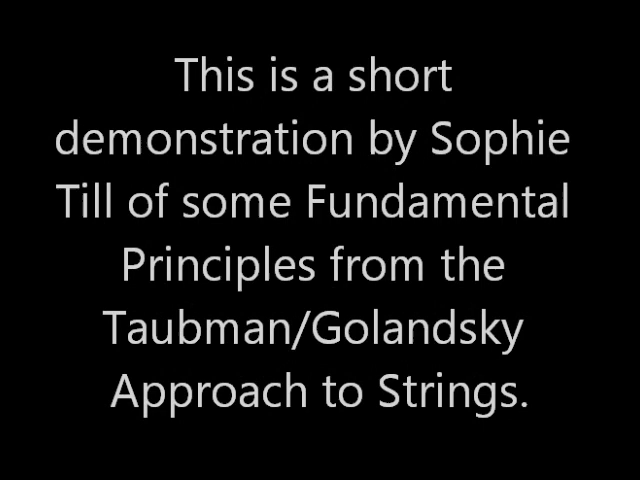 This is a short
demonstration by Sophie
Till of some Fundamental
Principles from the
Taubman/Golandsky
Approach to Strings.